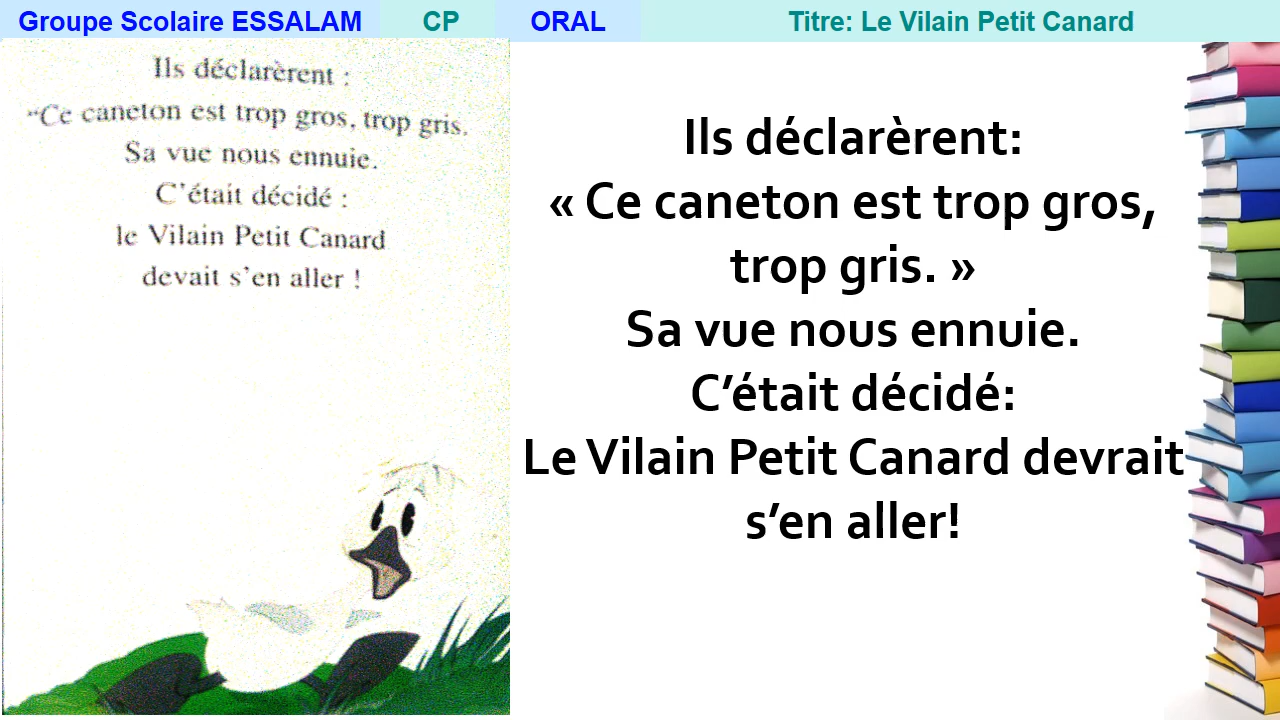 Groupe Scolaire ESSALAM CP ORAL Titre: Le Vilain Petit Canard
Ils déclarèrent :
“Ce caneton est trop gros, trop gris.
Sa vue nous ennuie.
C'était décidé :
le Vilain Petit Canard
devait s'en aller !
Ils déclarèrent:
« Ce caneton est trop gros,
trop gris. »
Sa vue nous ennuie.
C’était décidé:
Le Vilain Petit Canard devrait
s’en aller!